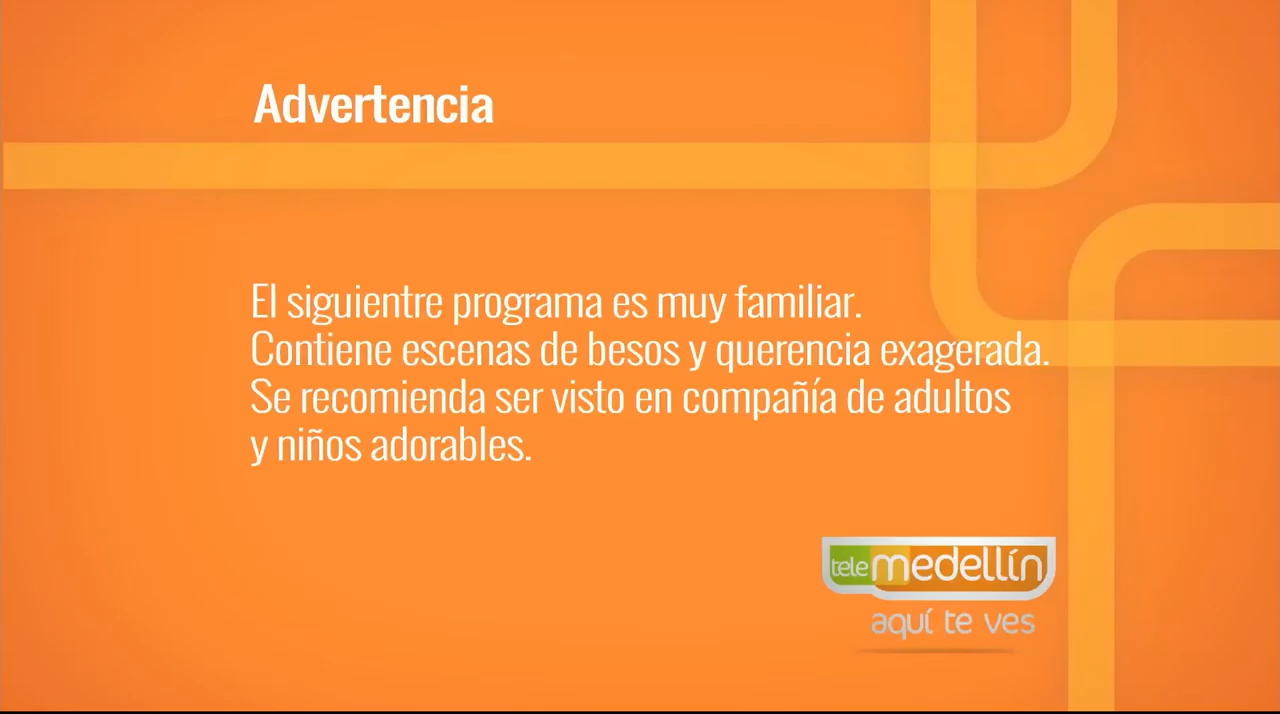 Advertencia
El siguientre programa es muy familiar.
Contiene escenas de besos y querencia exagerada.
Se recomienda ser visto en compañía de adultos
y niños adorables.
tele medellín
aquí te ves